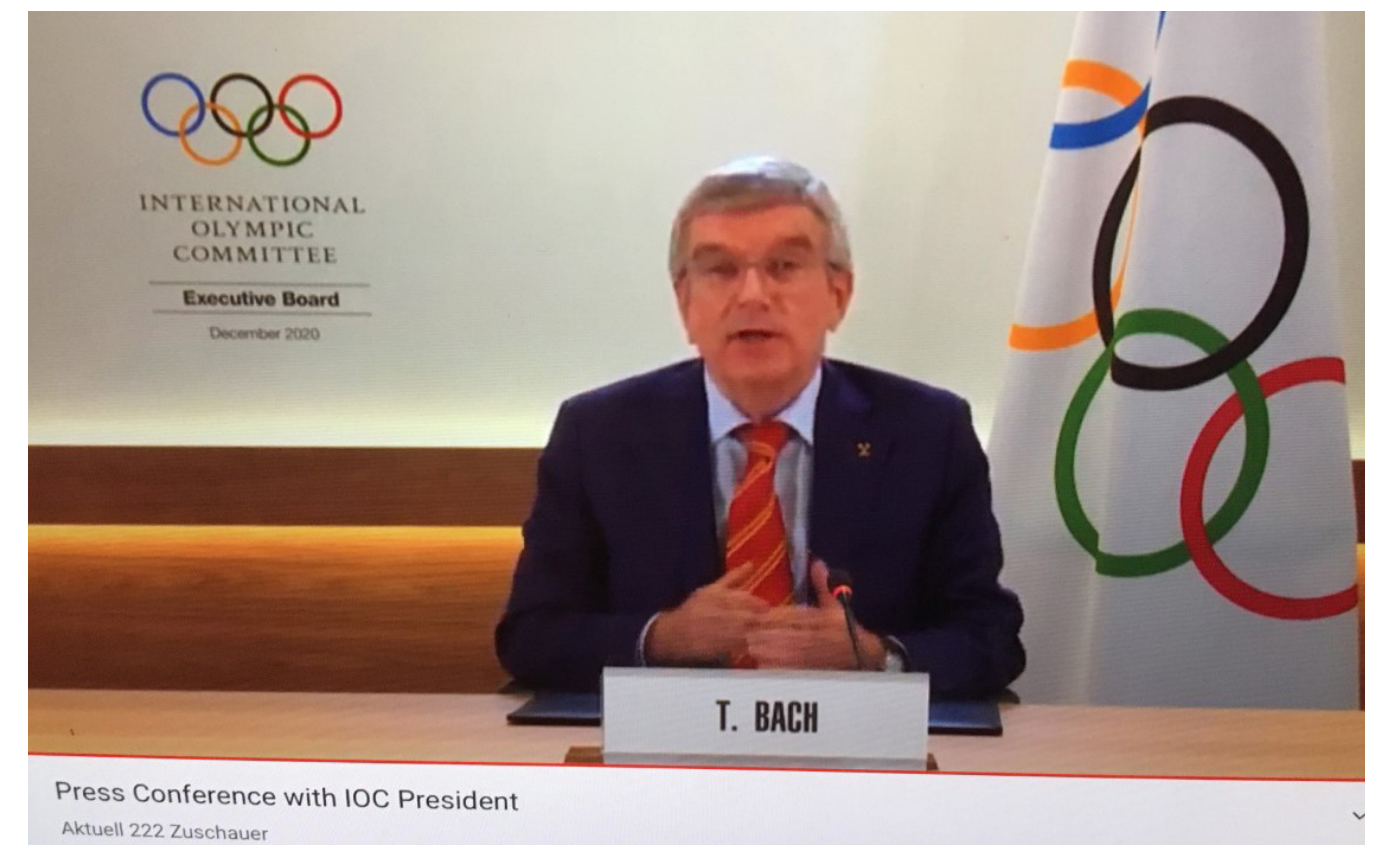 INTERNATIONAL
OLYMPIC
COMMITTEE
Executive Board
December 2020
T. BACH
Press Conference with IOC President
Aktuell 222 Zuschauer